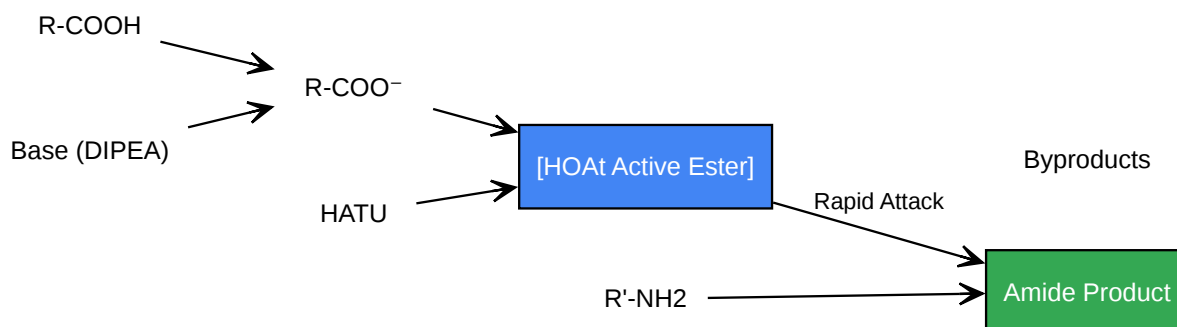 R-COOH
R-COO⁻
Base (DIPEA)
[HOAt Active Ester]
HATU
Byproducts
Rapid Attack
R'-NH2
Amide Product